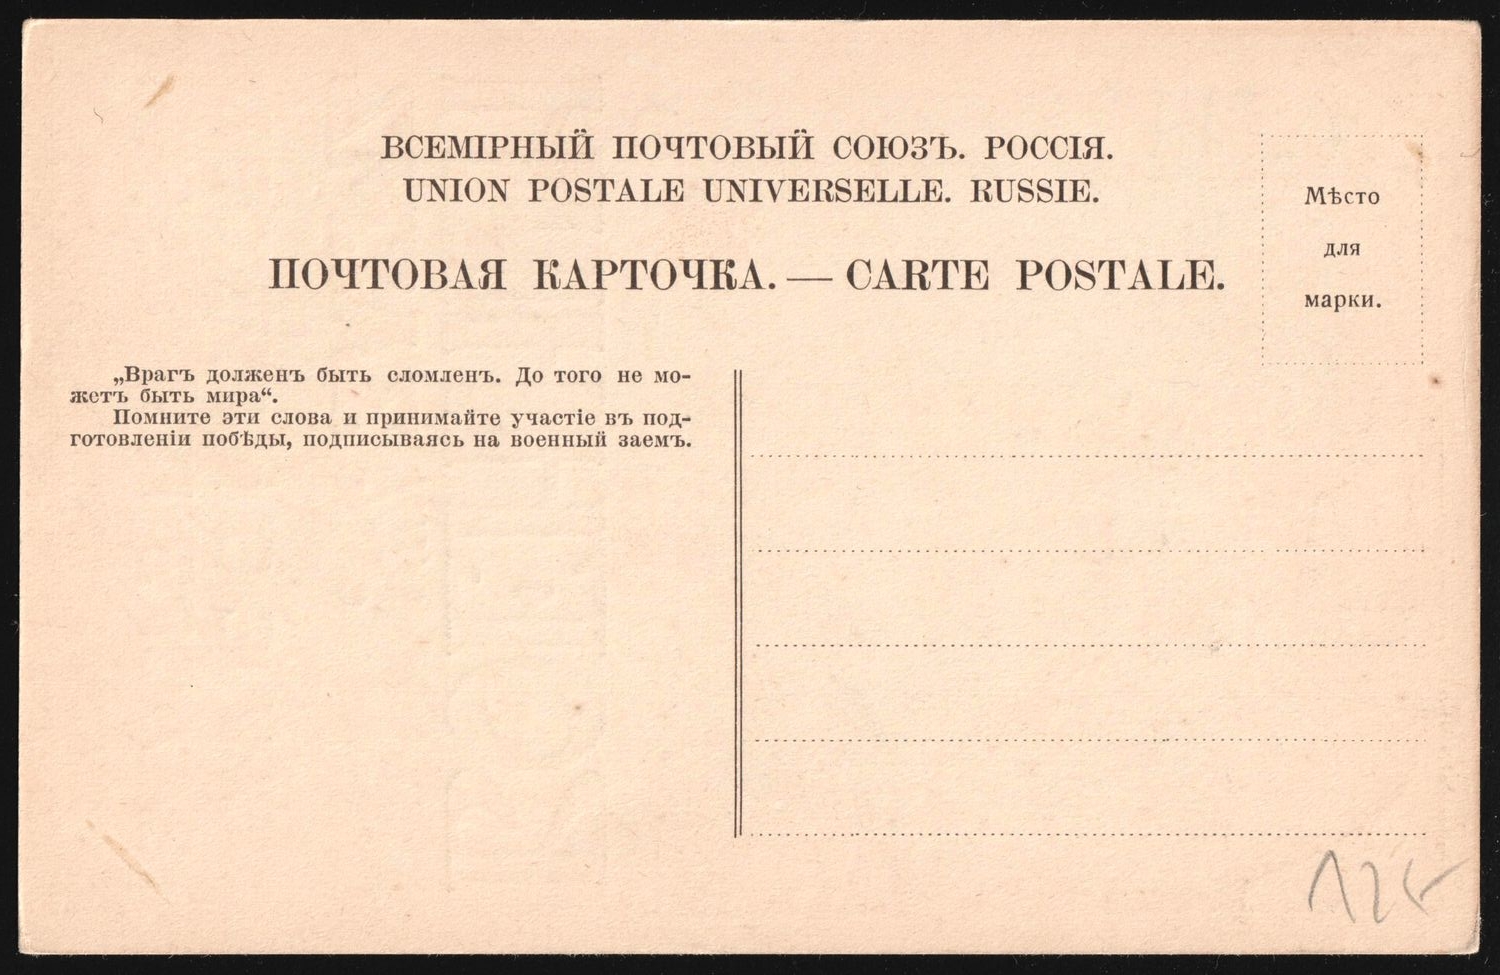 ВСЕМІРНЫЙ ПОЧТОВЫЙ СОЮЗЪ. РОССІЯ.
UNION POSTALE UNIVERSELLE. RUSSIE.
ПОЧТОВАЯ КАРТОЧКА. — CARTE POSTALE.
Мѣсто
для
марки.
„Врагъ долженъ быть сломленъ. До того не мо-
жетъ быть мира“.
Помните эти слова и принимайте участіе въ под-
готовленіи побѣды, подписываясь на военный заемъ.